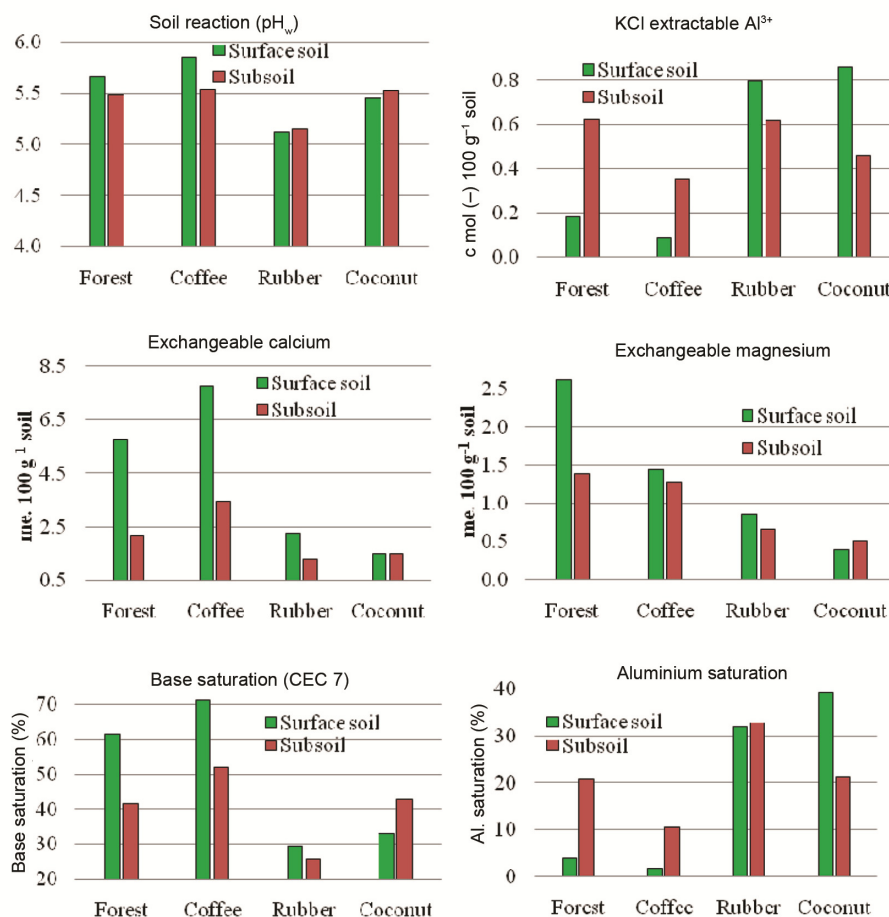 Soil reaction (pHw)
6.0
5.5
5.0
4.5
4.0
Surface soil
Subsoil
Forest Coffee Rubber Coconut
KCl extractable Al³⁺
c mol (–) 100 g⁻¹ soil
0.8
0.6
0.4
0.2
0.0
Surface soil
Subsoil
Forest Coffee Rubber Coconut
Exchangeable calcium
me. 100 g⁻¹ soil
8.5
6.5
4.5
2.5
0.5
Surface soil
Subsoil
Forest Coffee Rubber Coconut
Exchangeable magnesium
me. 100 g⁻¹ soil
2.5
2.0
1.5
1.0
0.5
0.0
Surface soil
Subsoil
Forest Coffee Rubber Coconut
Base saturation (CEC 7)
Base saturation (%)
70
60
50
40
30
20
Surface soil
Subsoil
Forest Coffee Rubber Coconut
Aluminium saturation
Al. saturation (%)
40
30
20
10
0
Surface soil
Subsoil
Forest Coffee Rubber Coconut